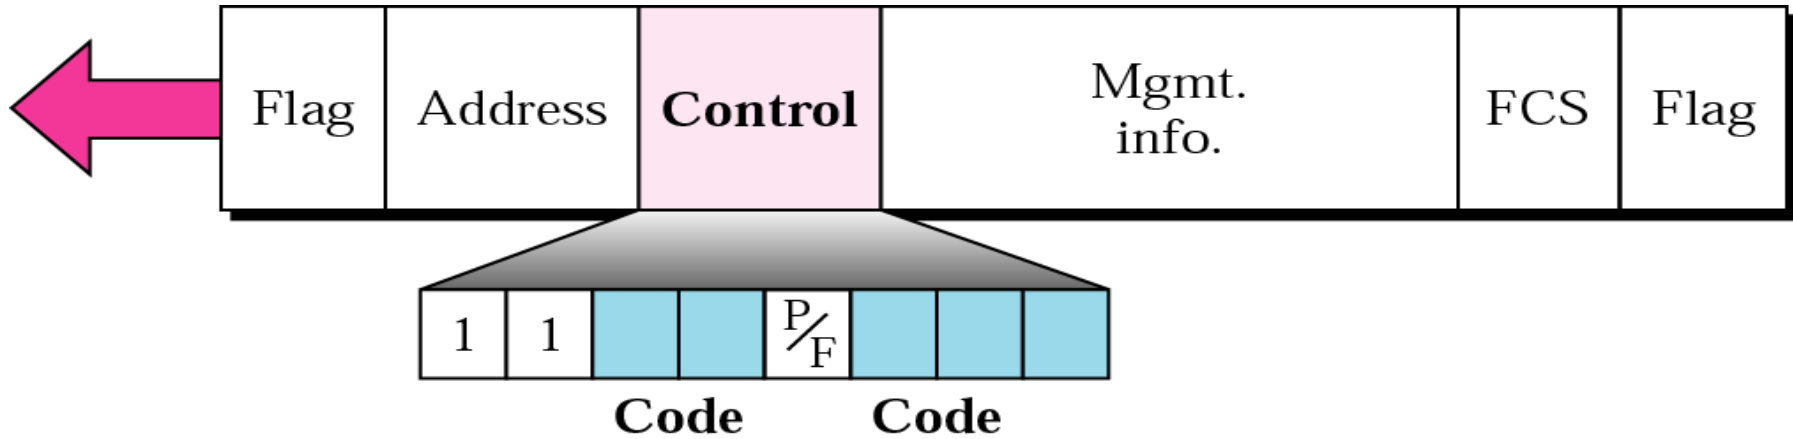 Flag Address Control Mgmt. info. FCS Flag
1 1 P/F
Code Code